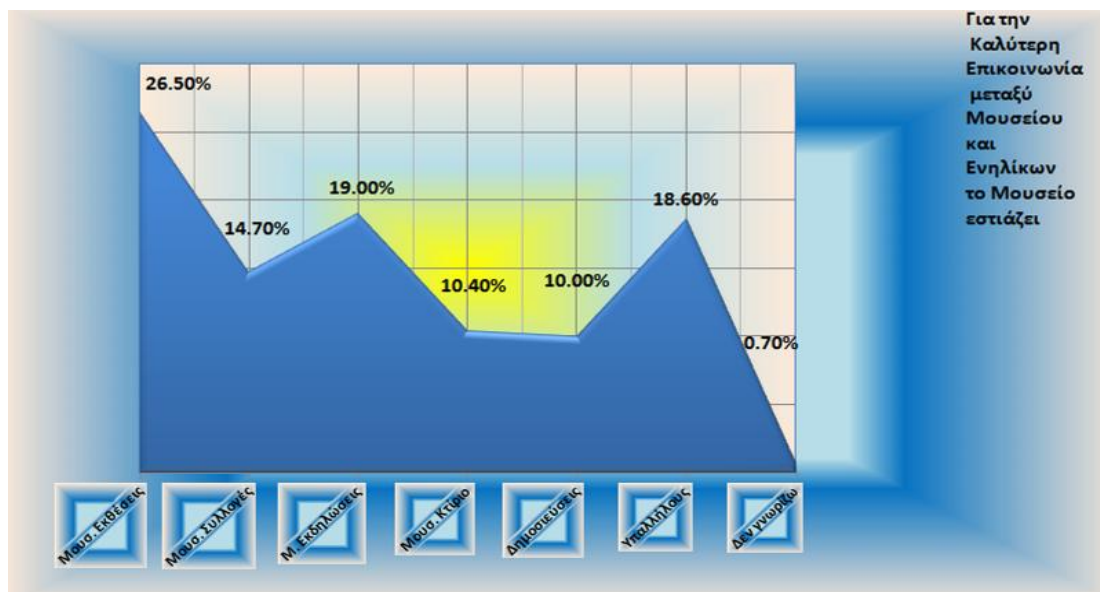 Για την
Καλύτερη
Επικοινωνία
μεταξύ
Μουσείου
και
Ενηλίκων
το Μουσείο
εστιάζει
26.50%
14.70%
19.00%
10.40%
10.00%
18.60%
0.70%
Μουσ. Εκθέσεις
Μουσ. Συλλογές
Μ. Εκδηλώσεις
Μουσ. Κτίριο
Δημοσιεύσεις
Υπαλλήλους
Δεν γνωρίζω